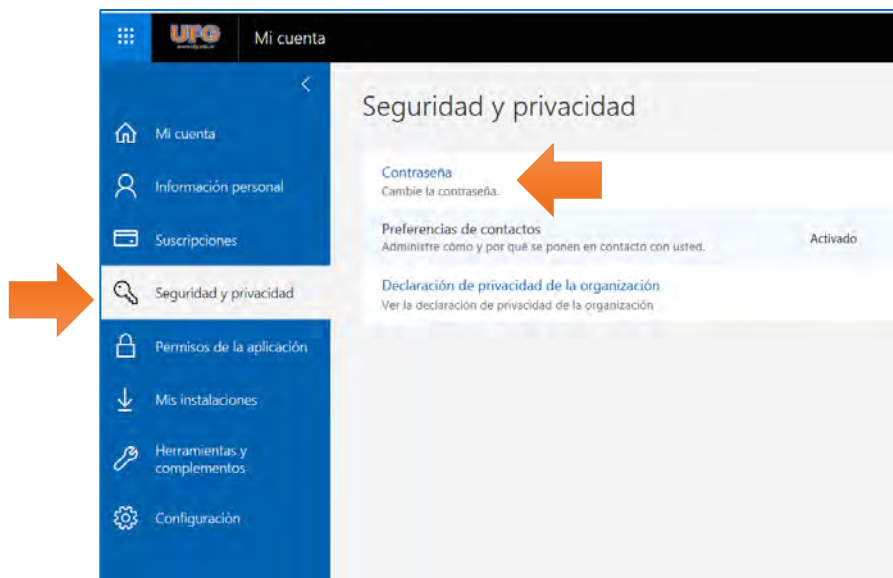 UFG
Mi cuenta
Seguridad y privacidad
Mi cuenta
Información personal
Suscripciones
Seguridad y privacidad
Permisos de la aplicación
Mis instalaciones
Herramientas y
complementos
Configuración
Contraseña
Cambie la contraseña.
Preferencias de contactos
Administre cómo y por qué se ponen en contacto con usted.
Activado
Declaración de privacidad de la organización
Ver la declaración de privacidad de la organización